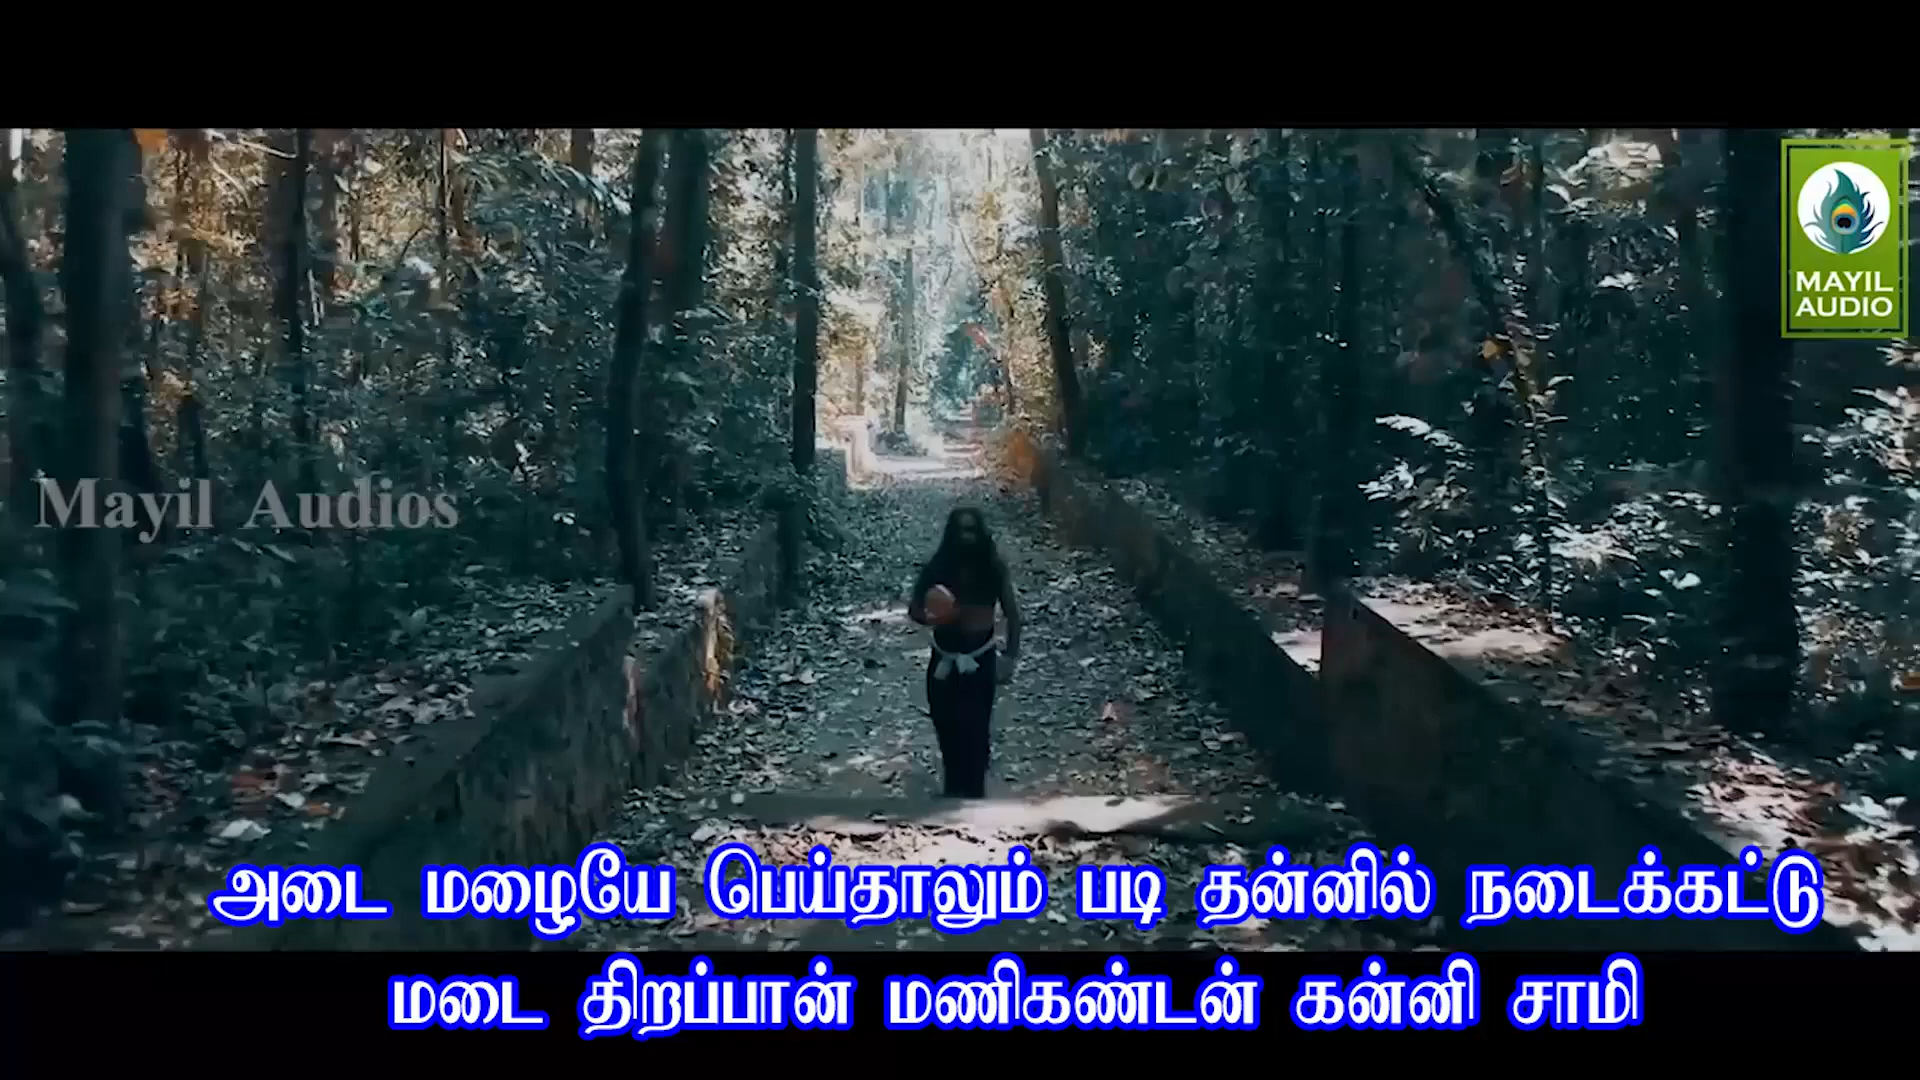 MAYIL
AUDIO
Mayil Audios
அடை மழையே பெய்தாலும் படி தன்னில் நடைக்கட்டு
மடை திறப்பான் மணிகண்டன் கன்னி சாமி